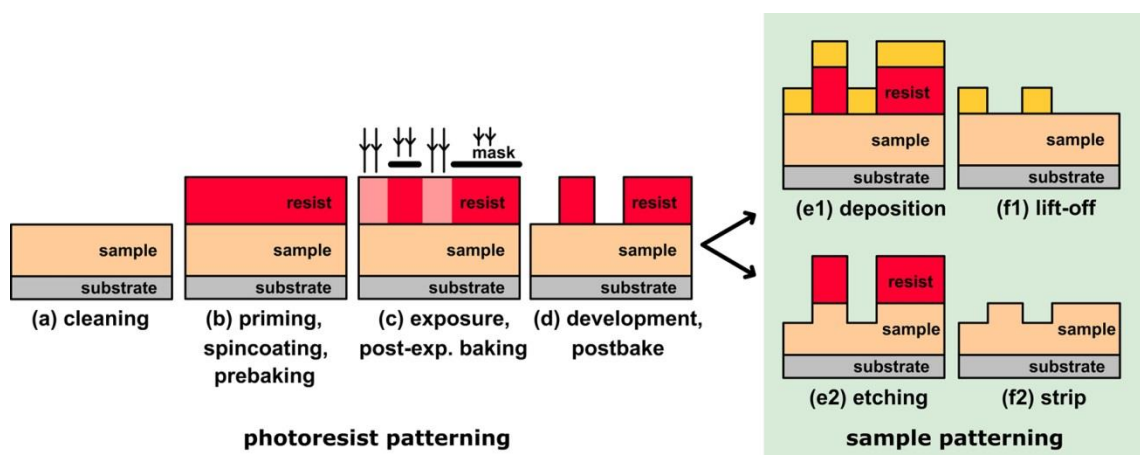 sample
substrate
(a) cleaning
resist
sample
substrate
(b) priming,
spincoating,
prebaking
mask
resist
sample
substrate
(c) exposure,
post-exp. baking
sample
substrate
(d) development,
postbake
photoresist patterning
resist
sample
substrate
(e1) deposition
sample
substrate
(f1) lift-off
resist
sample
substrate
(e2) etching
sample
substrate
(f2) strip
sample patterning